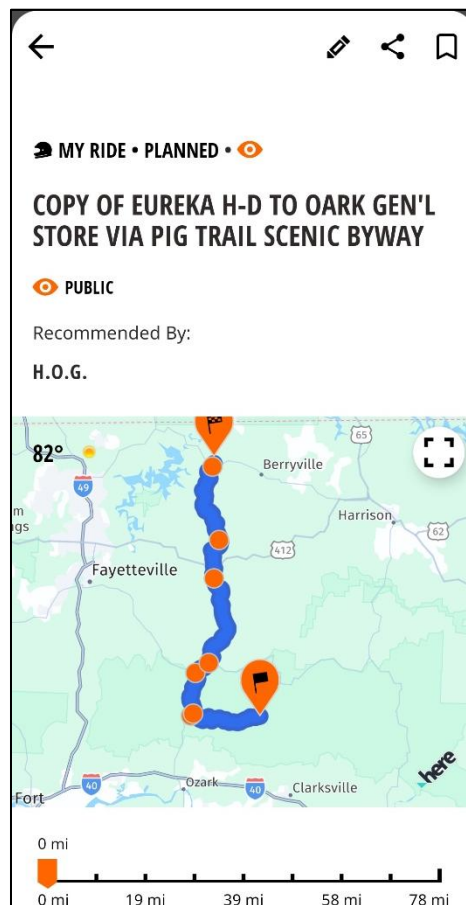 MY RIDE • PLANNED •
COPY OF EUREKA H-D TO OARK GEN'L
STORE VIA PIG TRAIL SCENIC BYWAY
PUBLIC
Recommended By:
H.O.G.
82°
65
Berryville
49
m
gs
Harrison
62
412
Fayetteville
Ozark
40
40
Clarksville
Fort
here
0 mi
0 mi
19 mi
39 mi
58 mi
78 mi